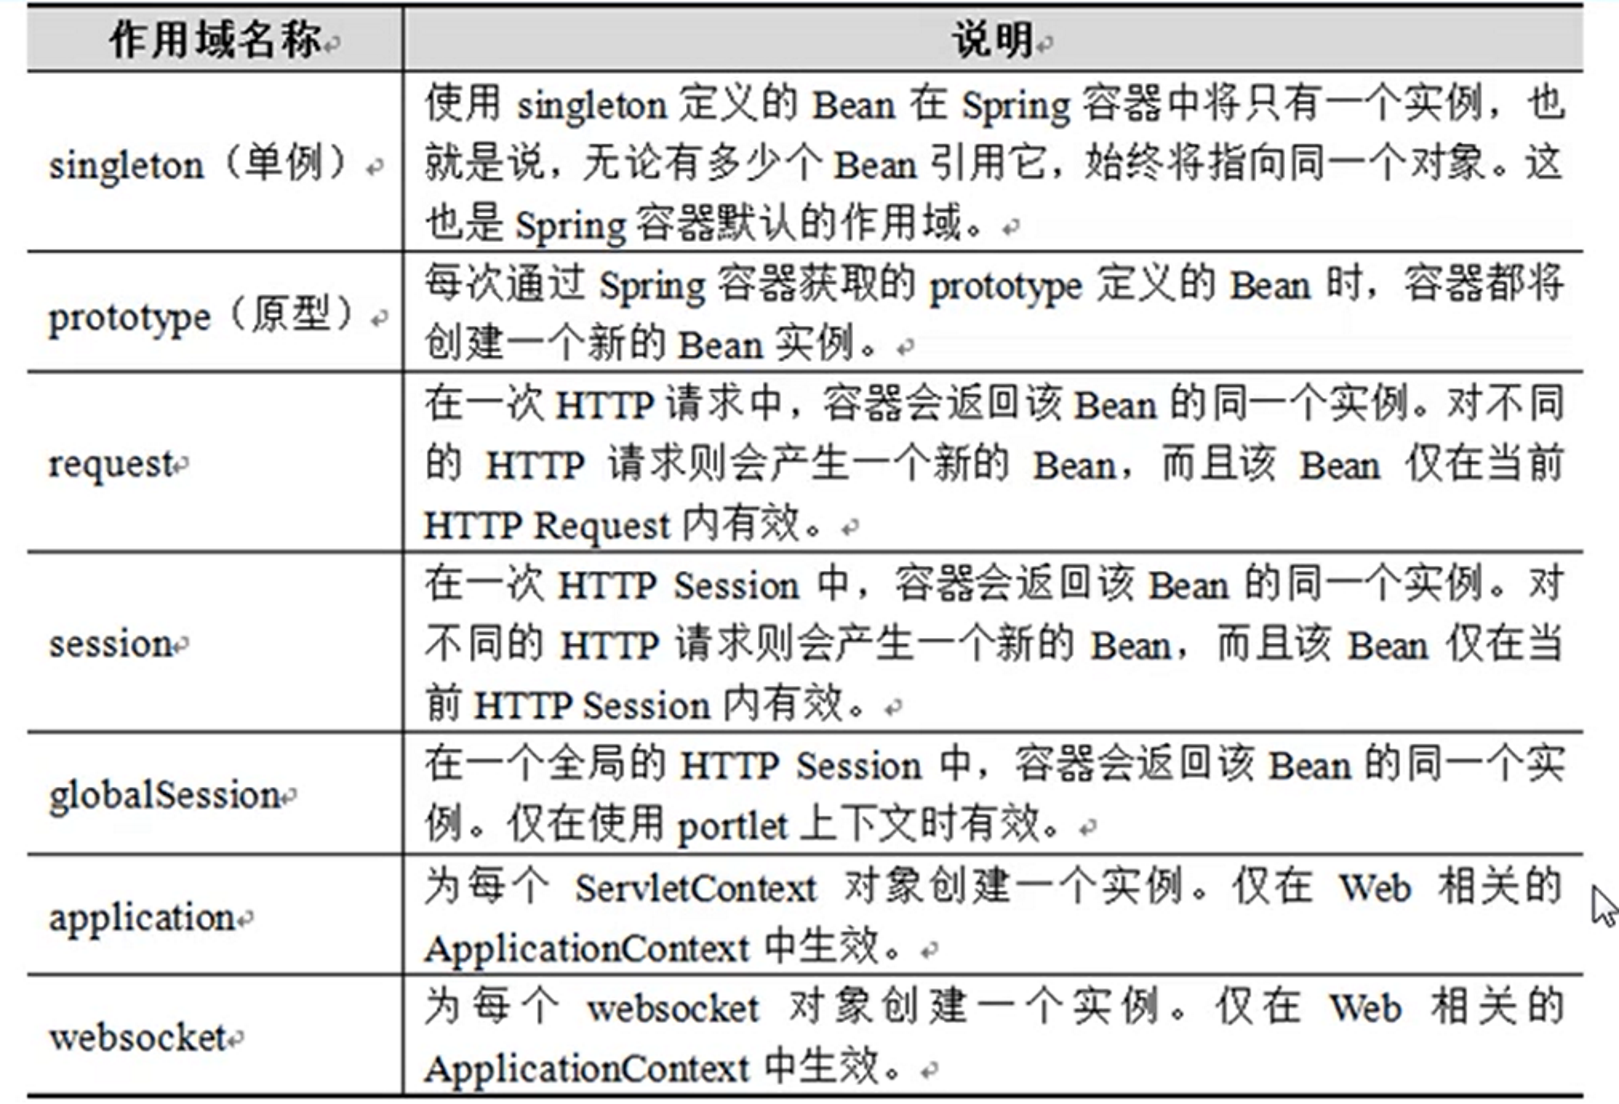 作用域名称 说明
singleton（单例）
使用 singleton 定义的 Bean 在 Spring 容器中将只有一个实例，也
就是说，无论有多少个 Bean 引用它，始终将指向同一个对象。这
也是 Spring 容器默认的作用域。
prototype（原型）
每次通过 Spring 容器获取的 prototype 定义的 Bean 时，容器都将
创建一个新的 Bean 实例。
request
在一次 HTTP 请求中，容器会返回该 Bean 的同一个实例。对不同
的 HTTP 请求则会产生一个新的 Bean，而且该 Bean 仅在当前
HTTP Request 内有效。
session
在一次 HTTP Session 中，容器会返回该 Bean 的同一个实例。对
不同的 HTTP 请求则会产生一个新的 Bean，而且该 Bean 仅在当
前 HTTP Session 内有效。
globalSession
在一个全局的 HTTP Session 中，容器会返回该 Bean 的同一个实
例。仅在使用 portlet 上下文时有效。
application
为每个 ServletContext 对象创建一个实例。仅在 Web 相关的
ApplicationContext 中生效。
websocket
为每个 websocket 对象创建一个实例。仅在 Web 相关的
ApplicationContext 中生效。